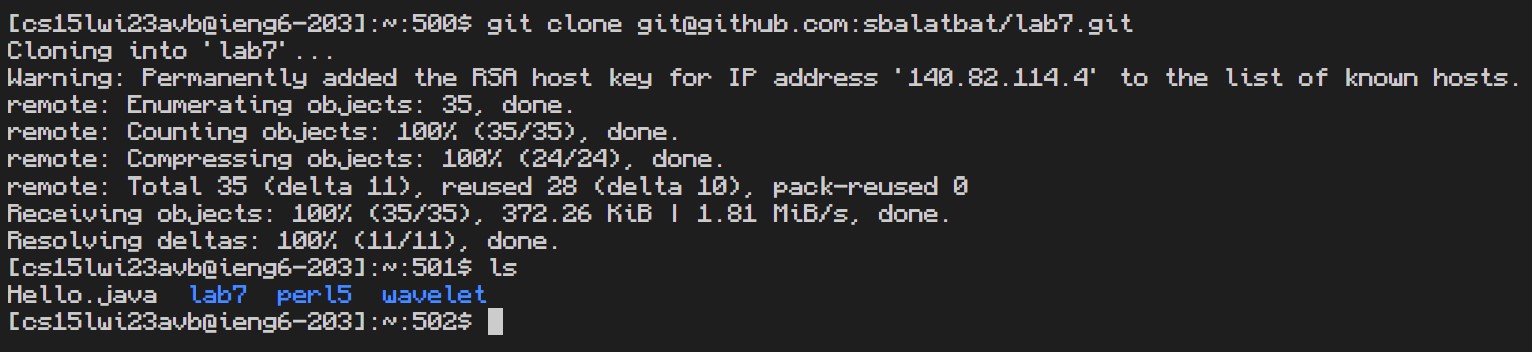 [cs15lwi23avb@ieng6-203]:~:500$ git clone git@github.com:sbalatbat/lab7.git
Cloning into 'lab7'...
Warning: Permanently added the RSA host key for IP address '140.82.114.4' to the list of known hosts.
remote: Enumerating objects: 35, done.
remote: Counting objects: 100% (35/35), done.
remote: Compressing objects: 100% (24/24), done.
remote: Total 35 (delta 11), reused 28 (delta 10), pack-reused 0
Receiving objects: 100% (35/35), 372.26 KiB | 1.81 MiB/s, done.
Resolving deltas: 100% (11/11), done.
[cs15lwi23avb@ieng6-203]:~:501$ ls
Hello.java  lab7  perl5  wavelet
[cs15lwi23avb@ieng6-203]:~:502$